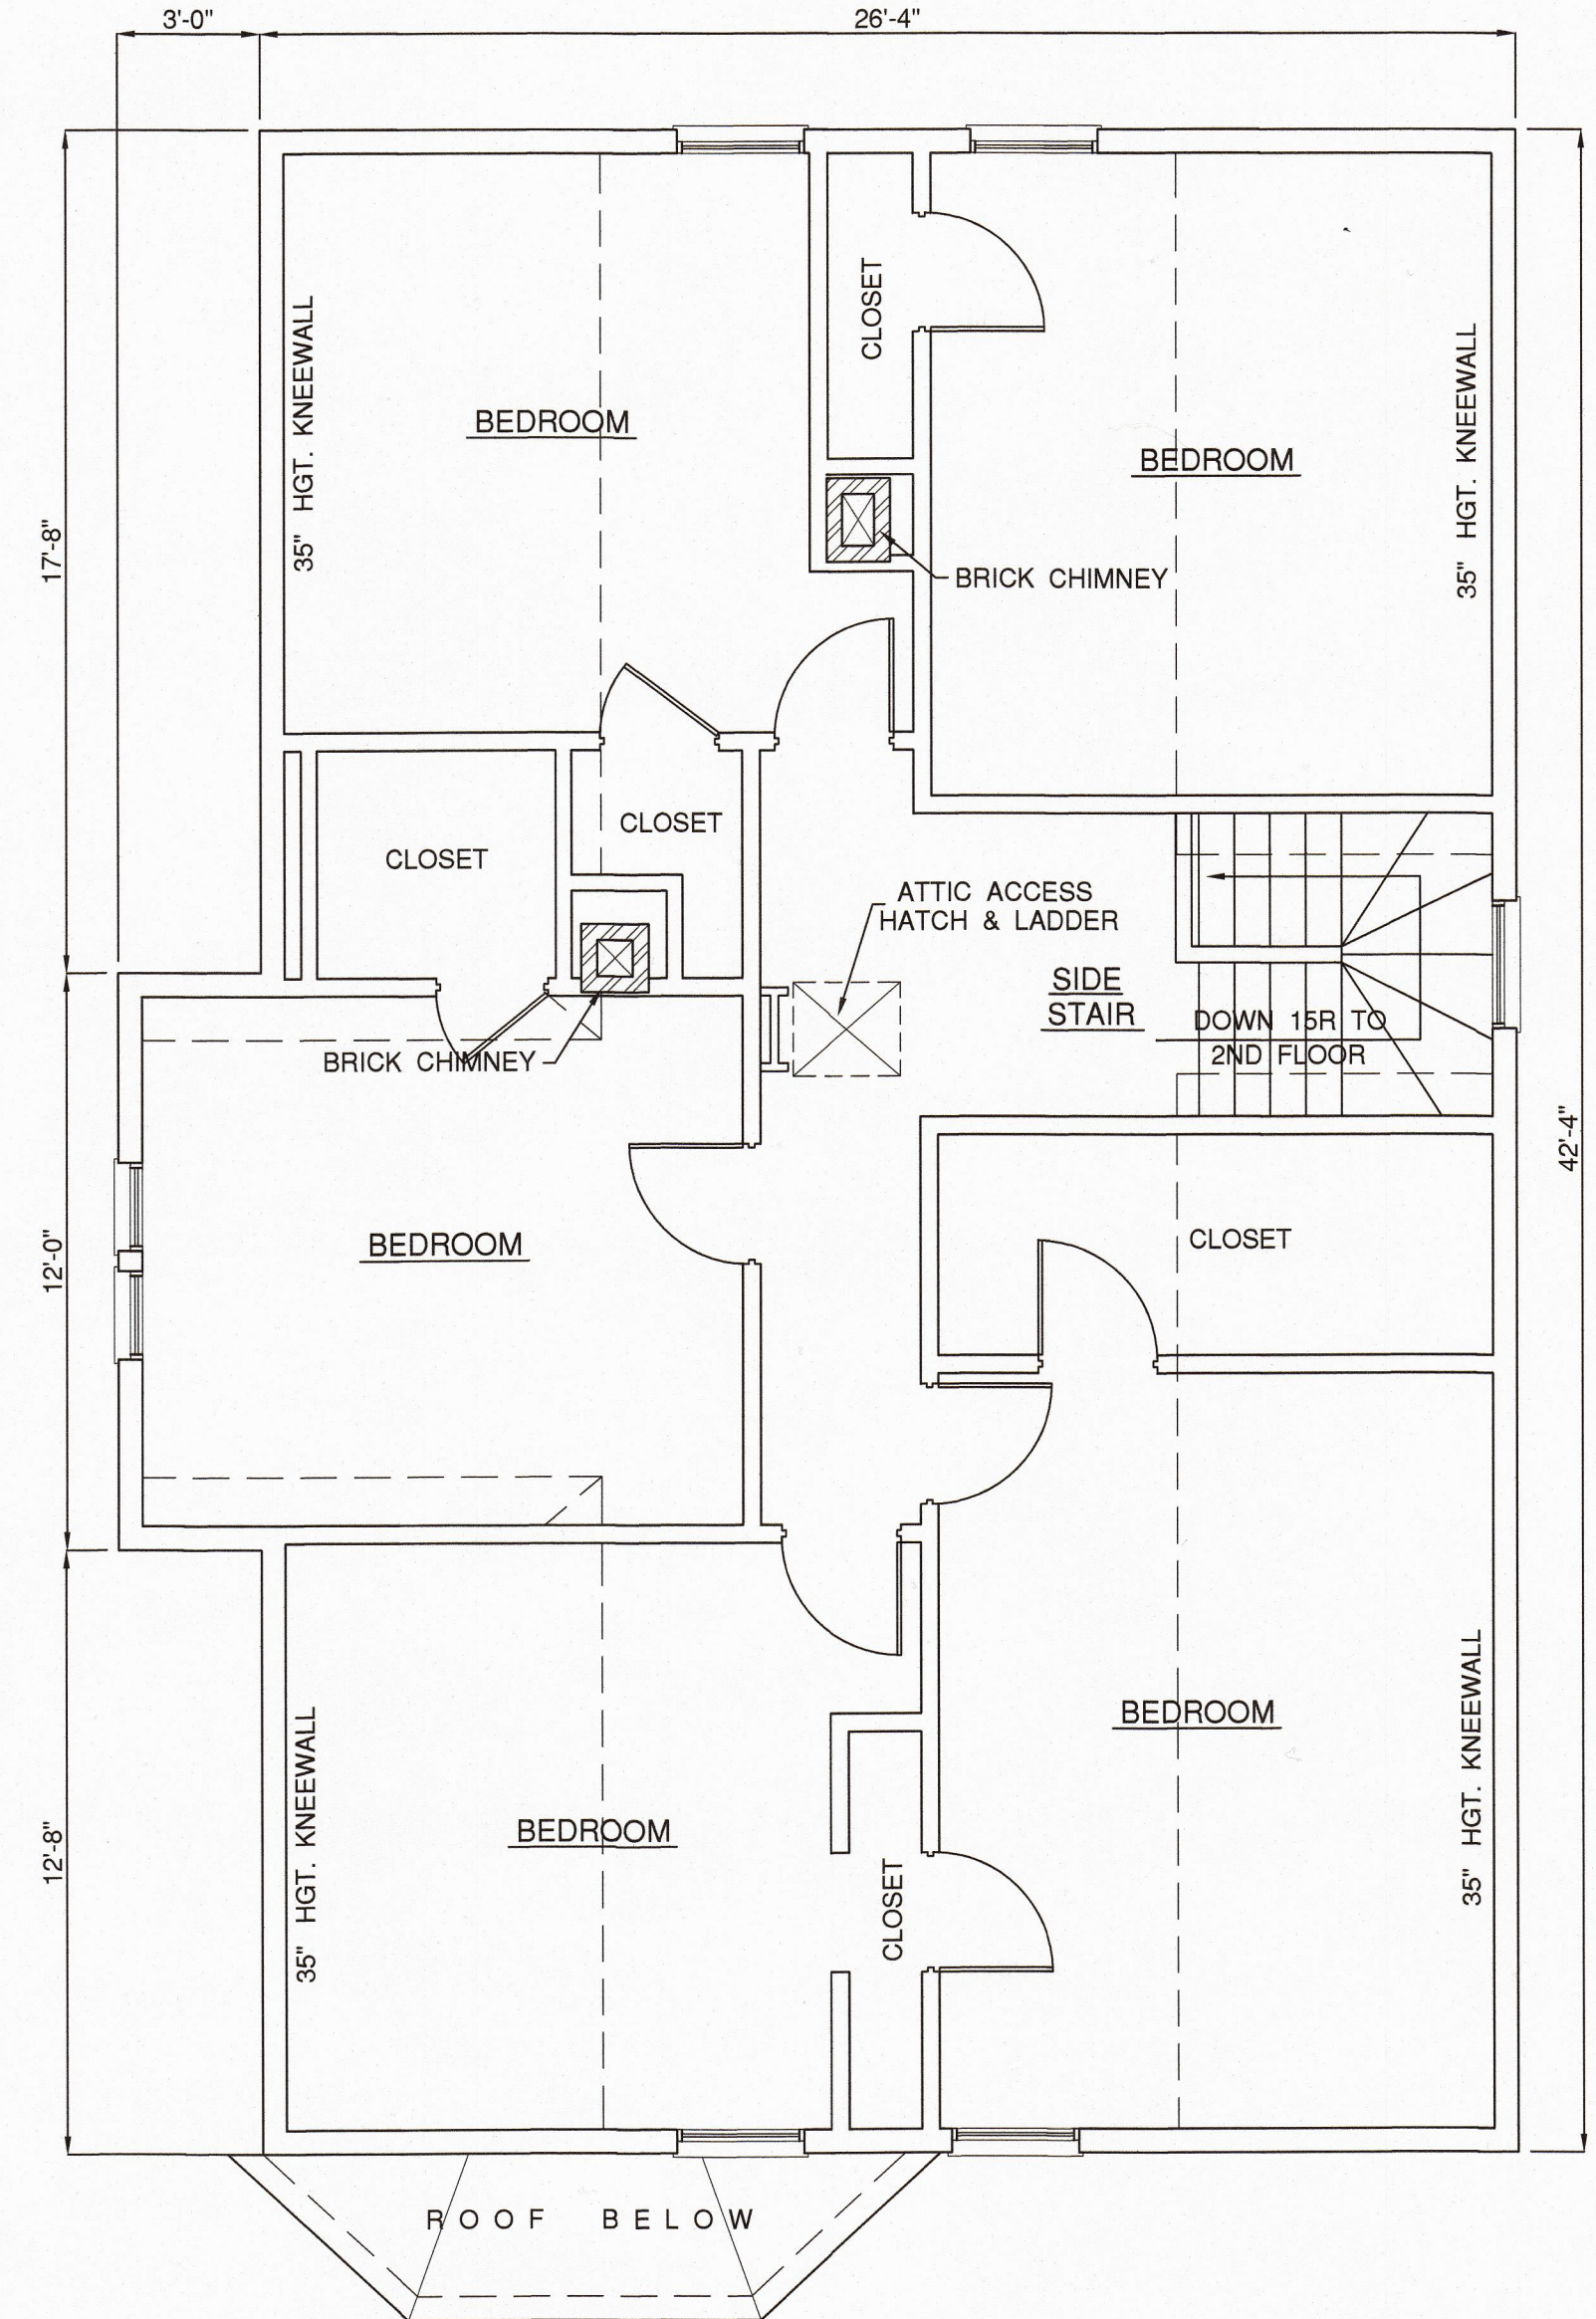 3'-0"
26'-4"
CLOSET
35" HGT. KNEEWALL
35" HGT. KNEEWALL
BEDROOM
BEDROOM
17'-8"
BRICK CHIMNEY
CLOSET
CLOSET
ATTIC ACCESS
HATCH & LADDER
SIDE
STAIR
DOWN 15R TO
2ND FLOOR
BRICK CHIMNEY
42'-4"
12'-0"
BEDROOM
CLOSET
BEDROOM
35" HGT. KNEEWALL
35" HGT. KNEEWALL
12'-8"
BEDROOM
CLOSET
ROOF BELOW